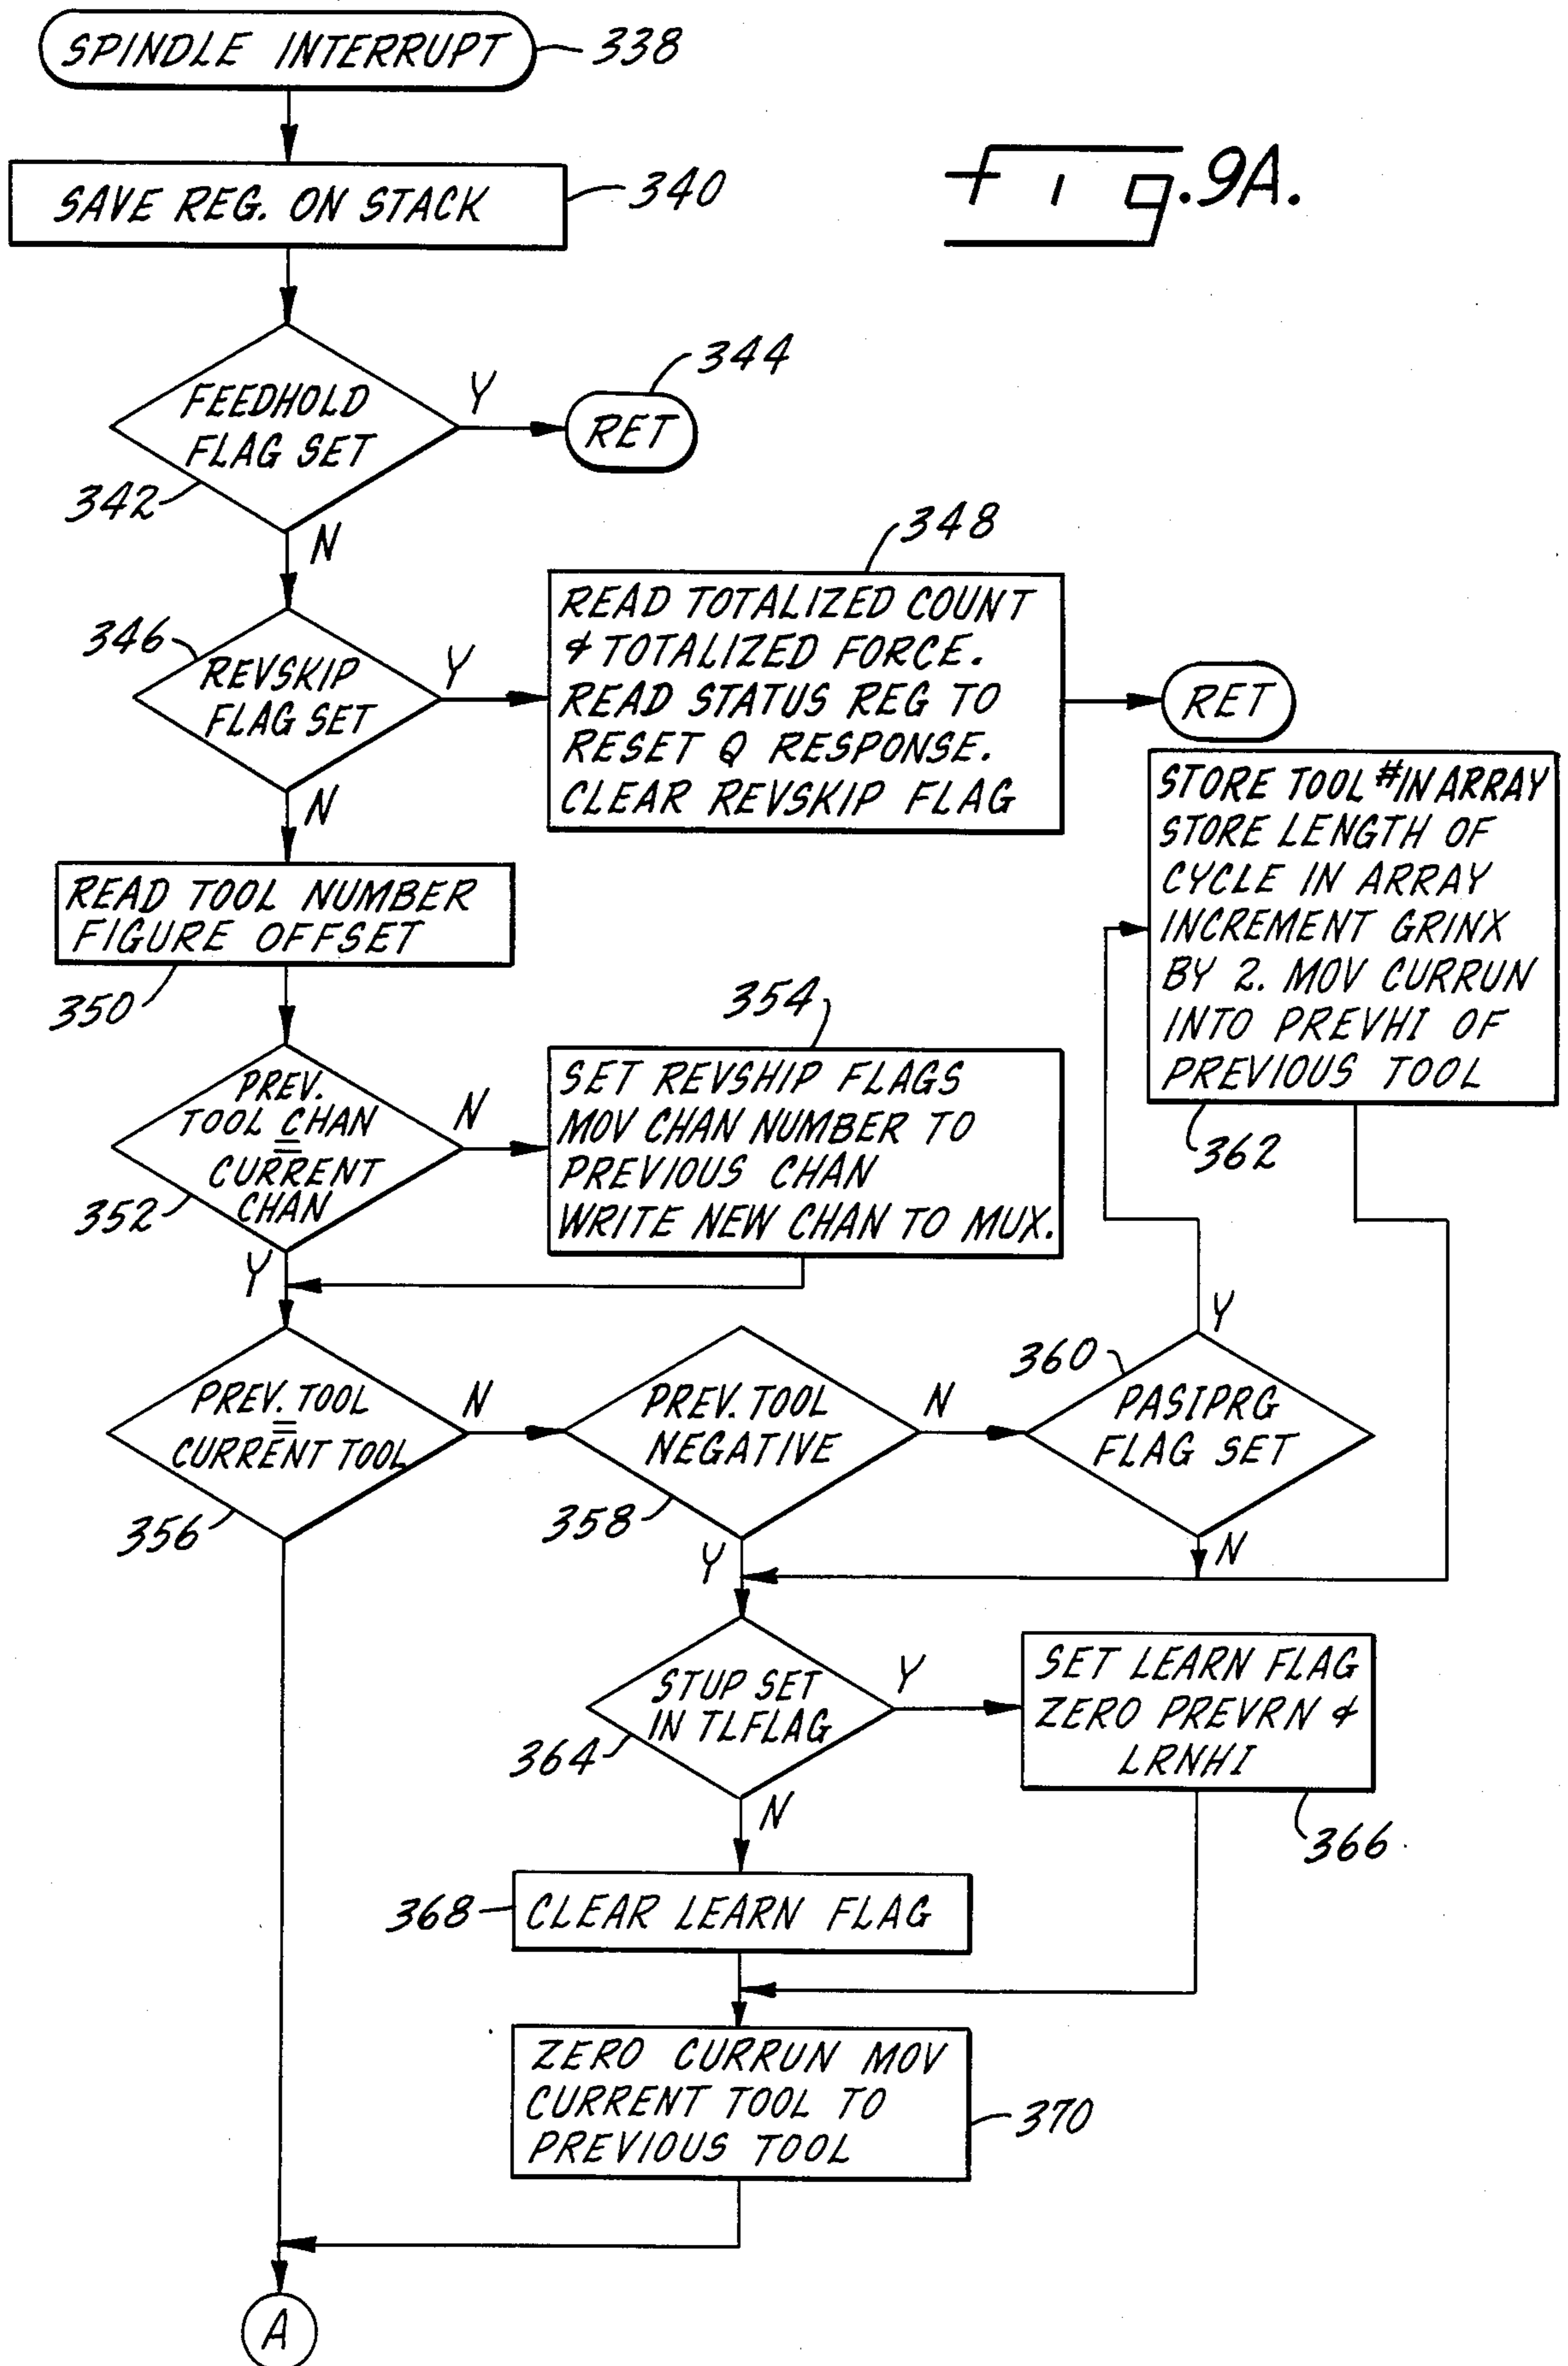 SPINDLE INTERRUPT
338
SAVE REG. ON STACK
340
Fig. 9A.
FEEDHOLD
FLAG SET
342
Y
344
RET
N
346
REVSKIP
FLAG SET
Y
348
READ TOTALIZED COUNT
& TOTALIZED FORCE.
READ STATUS REG TO
RESET Q RESPONSE.
CLEAR REVSKIP FLAG
RET
N
READ TOOL NUMBER
FIGURE OFFSET
350
PREV.
TOOL CHAN
=
CURRENT
CHAN
352
N
354
SET REVSHIP FLAGS
MOV CHAN NUMBER TO
PREVIOUS CHAN
WRITE NEW CHAN TO MUX.
STORE TOOL # IN ARRAY
STORE LENGTH OF
CYCLE IN ARRAY
INCREMENT GRINX
BY 2. MOV CURRUN
INTO PREVHI OF
PREVIOUS TOOL
362
Y
PREV. TOOL
=
CURRENT TOOL
356
N
PREV. TOOL
NEGATIVE
358
N
360
PASIPRG
FLAG SET
Y
N
Y
STUP SET
IN TLFLAG
364
Y
SET LEARN FLAG
ZERO PREVRN &
LRNHI
366.
N
368
CLEAR LEARN FLAG
ZERO CURRUN MOV
CURRENT TOOL TO
PREVIOUS TOOL
370
A